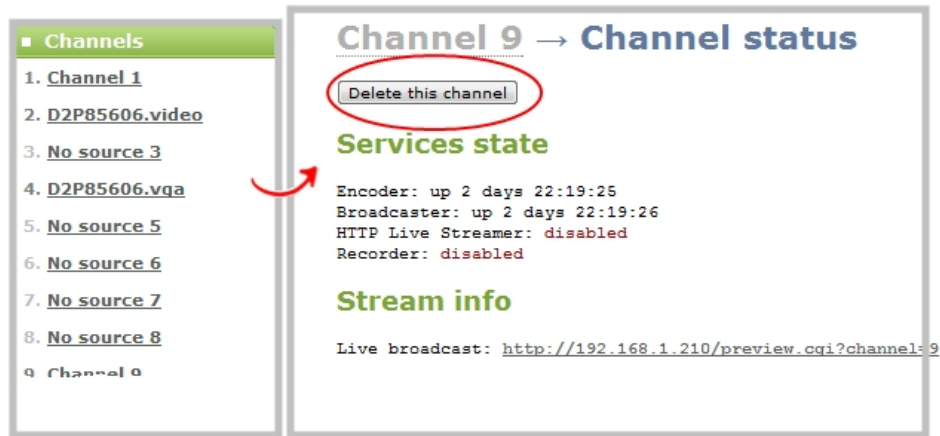 Channels
1. Channel 1
2. D2P85606.video
3. No source 3
4. D2P85606.vga
5. No source 5
6. No source 6
7. No source 7
8. No source 8
9. Channel 9
Channel 9 → Channel status
Delete this channel
Services state
Encoder: up 2 days 22:19:25
Broadcaster: up 2 days 22:19:26
HTTP Live Streamer: disabled
Recorder: disabled
Stream info
Live broadcast: http://192.168.1.210/preview.cgi?channel=9